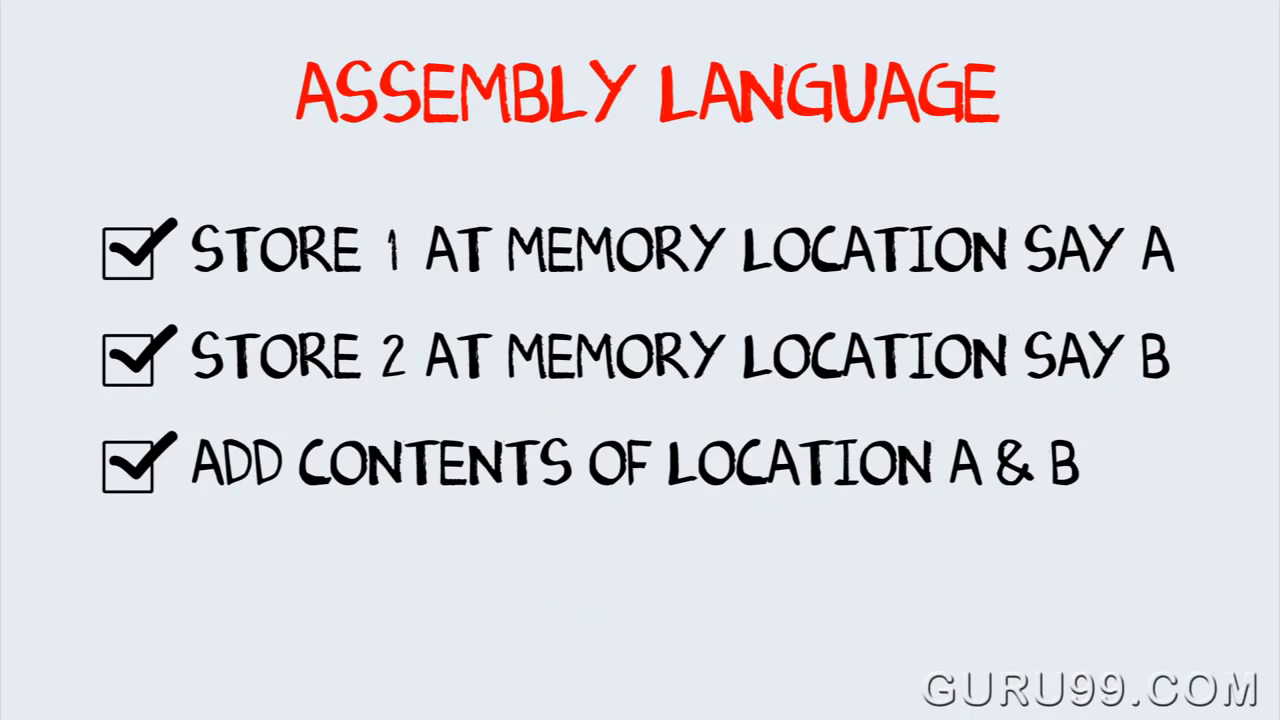 ASSEMBLY LANGUAGE
STORE 1 AT MEMORY LOCATION SAY A
STORE 2 AT MEMORY LOCATION SAY B
ADD CONTENTS OF LOCATION A & B
GURU99.COM